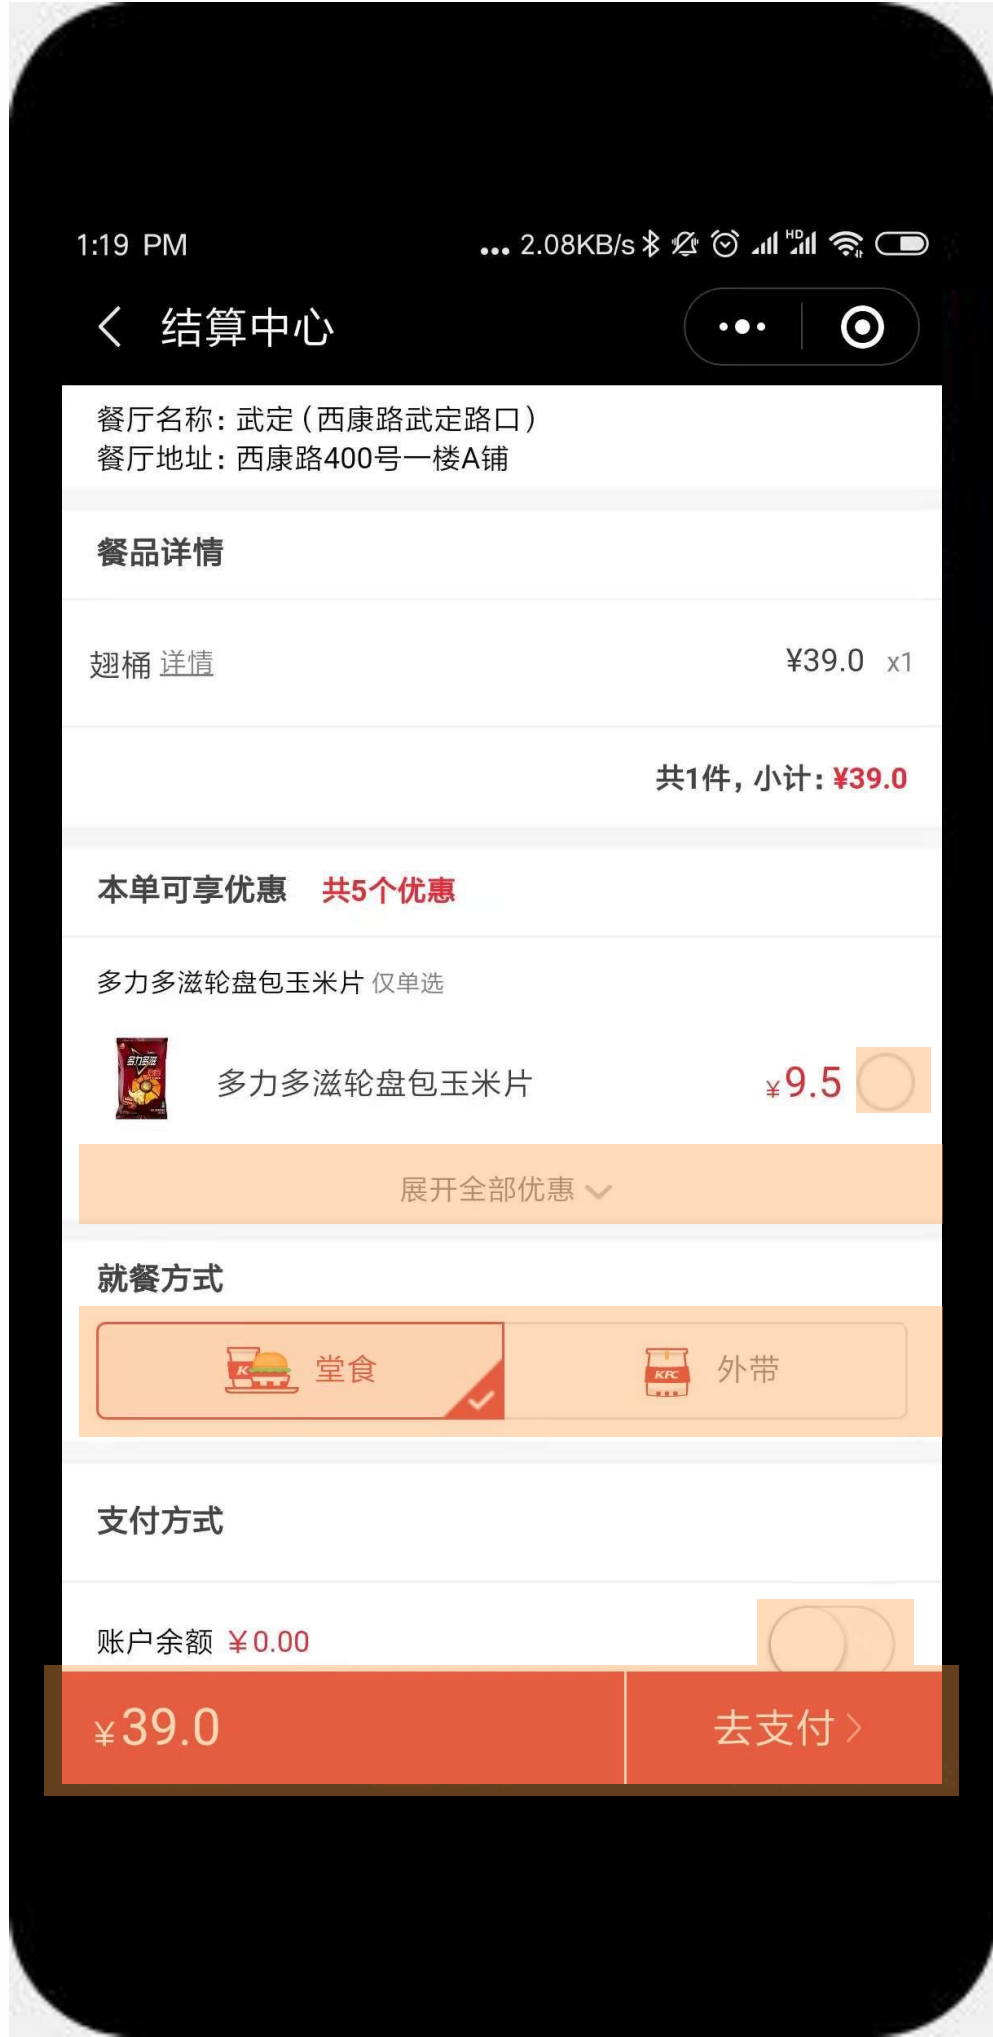 1:19 PM
... 2.08KB/s HD
结算中心
餐厅名称：武定（西康路武定路口）
餐厅地址：西康路400号一楼A铺
餐品详情
翅桶 详情 ¥39.0 x1
共1件，小计：¥39.0
本单可享优惠 共5个优惠
多力多滋轮盘包玉米片 仅单选
多力多滋
多力多滋轮盘包玉米片 ¥9.5
展开全部优惠
就餐方式
K 堂食 KFC 外带
支付方式
账户余额 ¥0.00
¥39.0 去支付